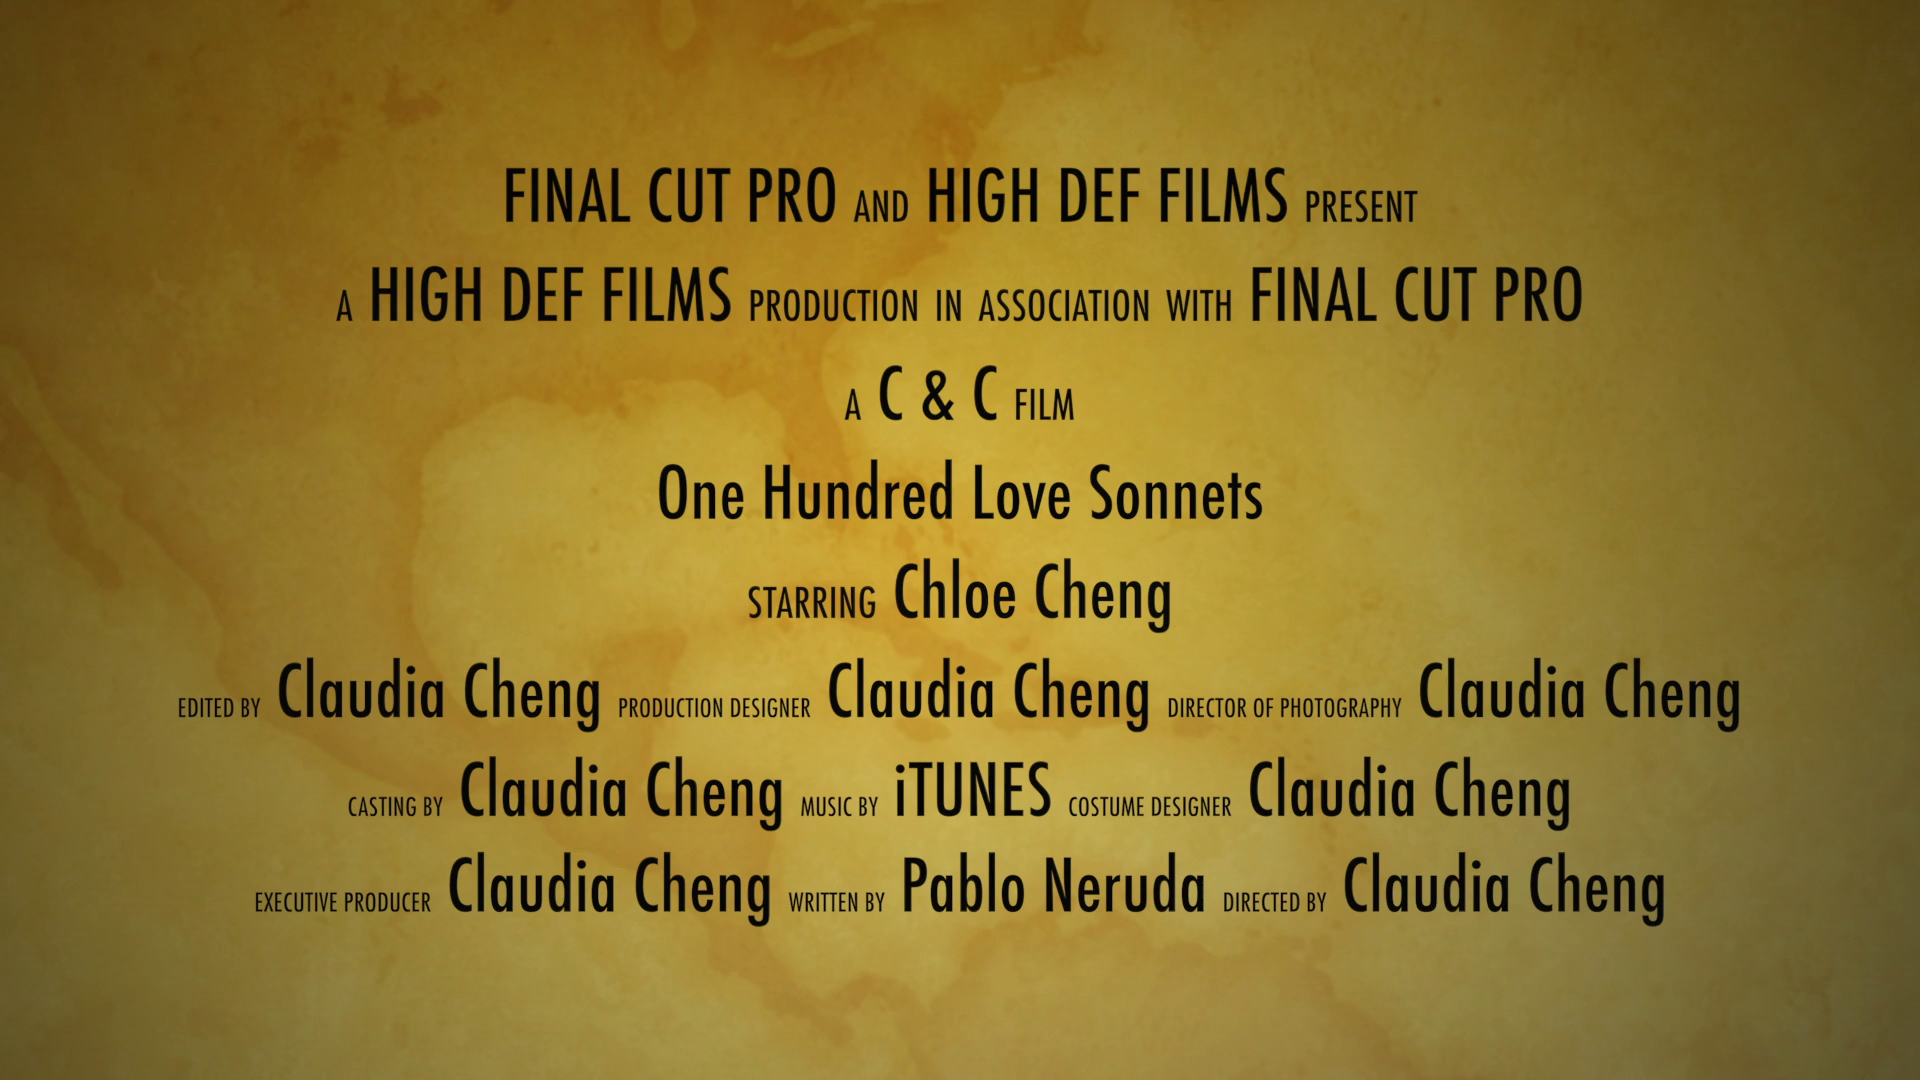 FINAL CUT PRO AND HIGH DEF FILMS PRESENT
A HIGH DEF FILMS PRODUCTION IN ASSOCIATION WITH FINAL CUT PRO
A C & C FILM
One Hundred Love Sonnets
STARRING Chloe Cheng
EDITED BY Claudia Cheng PRODUCTION DESIGNER Claudia Cheng DIRECTOR OF PHOTOGRAPHY Claudia Cheng
CASTING BY Claudia Cheng MUSIC BY iTUNES COSTUME DESIGNER Claudia Cheng
EXECUTIVE PRODUCER Claudia Cheng WRITTEN BY Pablo Neruda DIRECTED BY Claudia Cheng